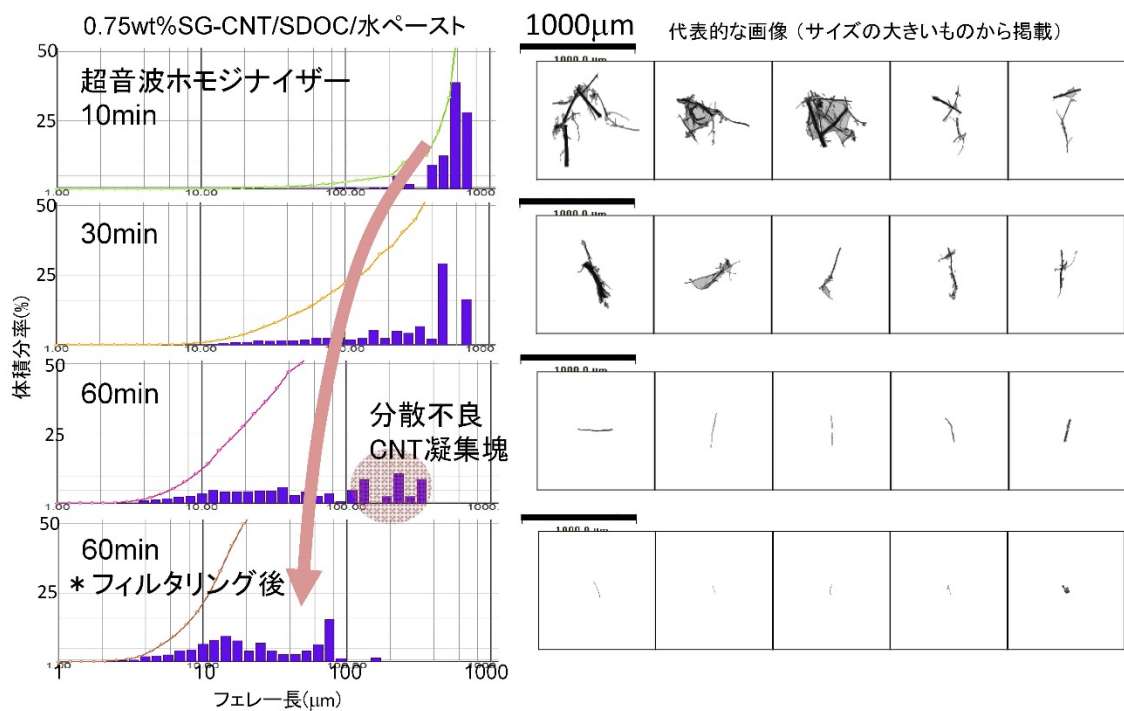 0.75wt%SG-CNT/SDOC/水ペースト
1000μm
代表的な画像（サイズの大きいものから掲載）
50
超音波ホモジナイザー
10min
25
1.00
10.00
100.00
1000
1000.0 μm
50
30min
25
1.00
10.00
1000
1000.0 μm
体積分率(%)
50
60min
分散不良
CNT凝集塊
25
1.00
10.00
100.00
1000
1000.0 μm
50
60min
＊フィルタリング後
25
1.00
10.00
100.00
1000
1000.0 μm
1
10
100
1000
フェレー長(μm)